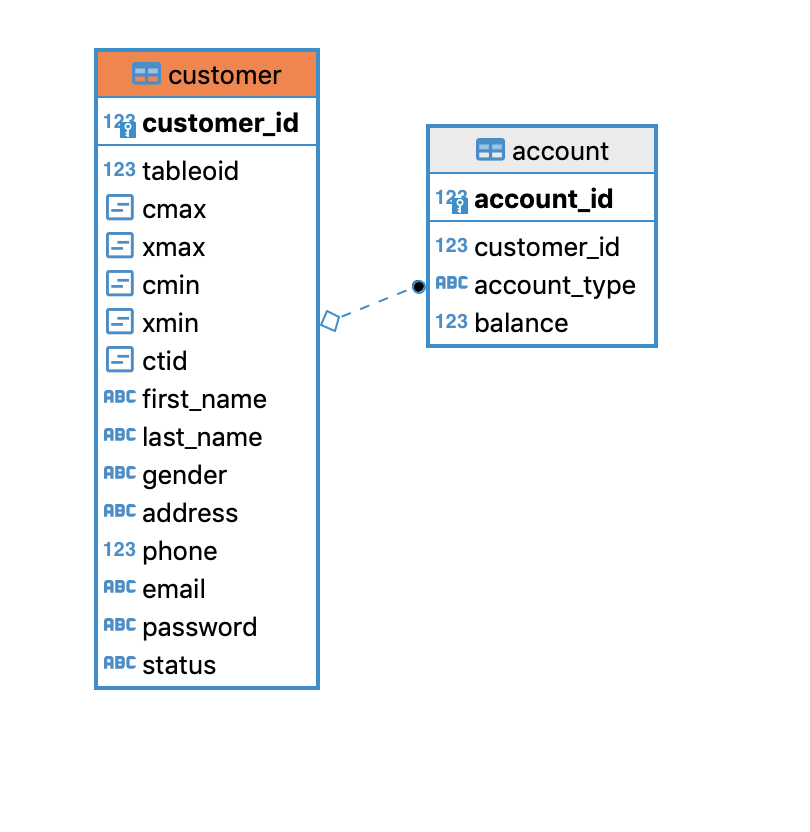 customer
123 customer_id
123 tableoid
cmax
xmax
cmin
xmin
ctid
ABC first_name
ABC last_name
ABC gender
ABC address
123 phone
ABC email
ABC password
ABC status
account
123 account_id
123 customer_id
ABC account_type
123 balance